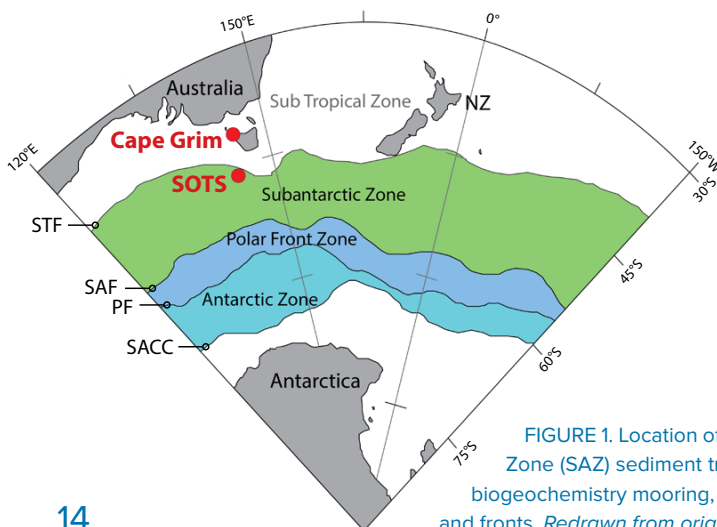 150°E
0°
Australia
Sub Tropical Zone
NZ
Cape Grim
120°E
150°W
30°S
SOTS
Subantarctic Zone
STF
Polar Front Zone
45°S
SAF
PF
Antarctic Zone
SACC
60°S
Antarctica
75°S
FIGURE 1. Location of
Zone (SAZ) sediment tr
biogeochemistry mooring,
and fronts. Redrawn from orig
14